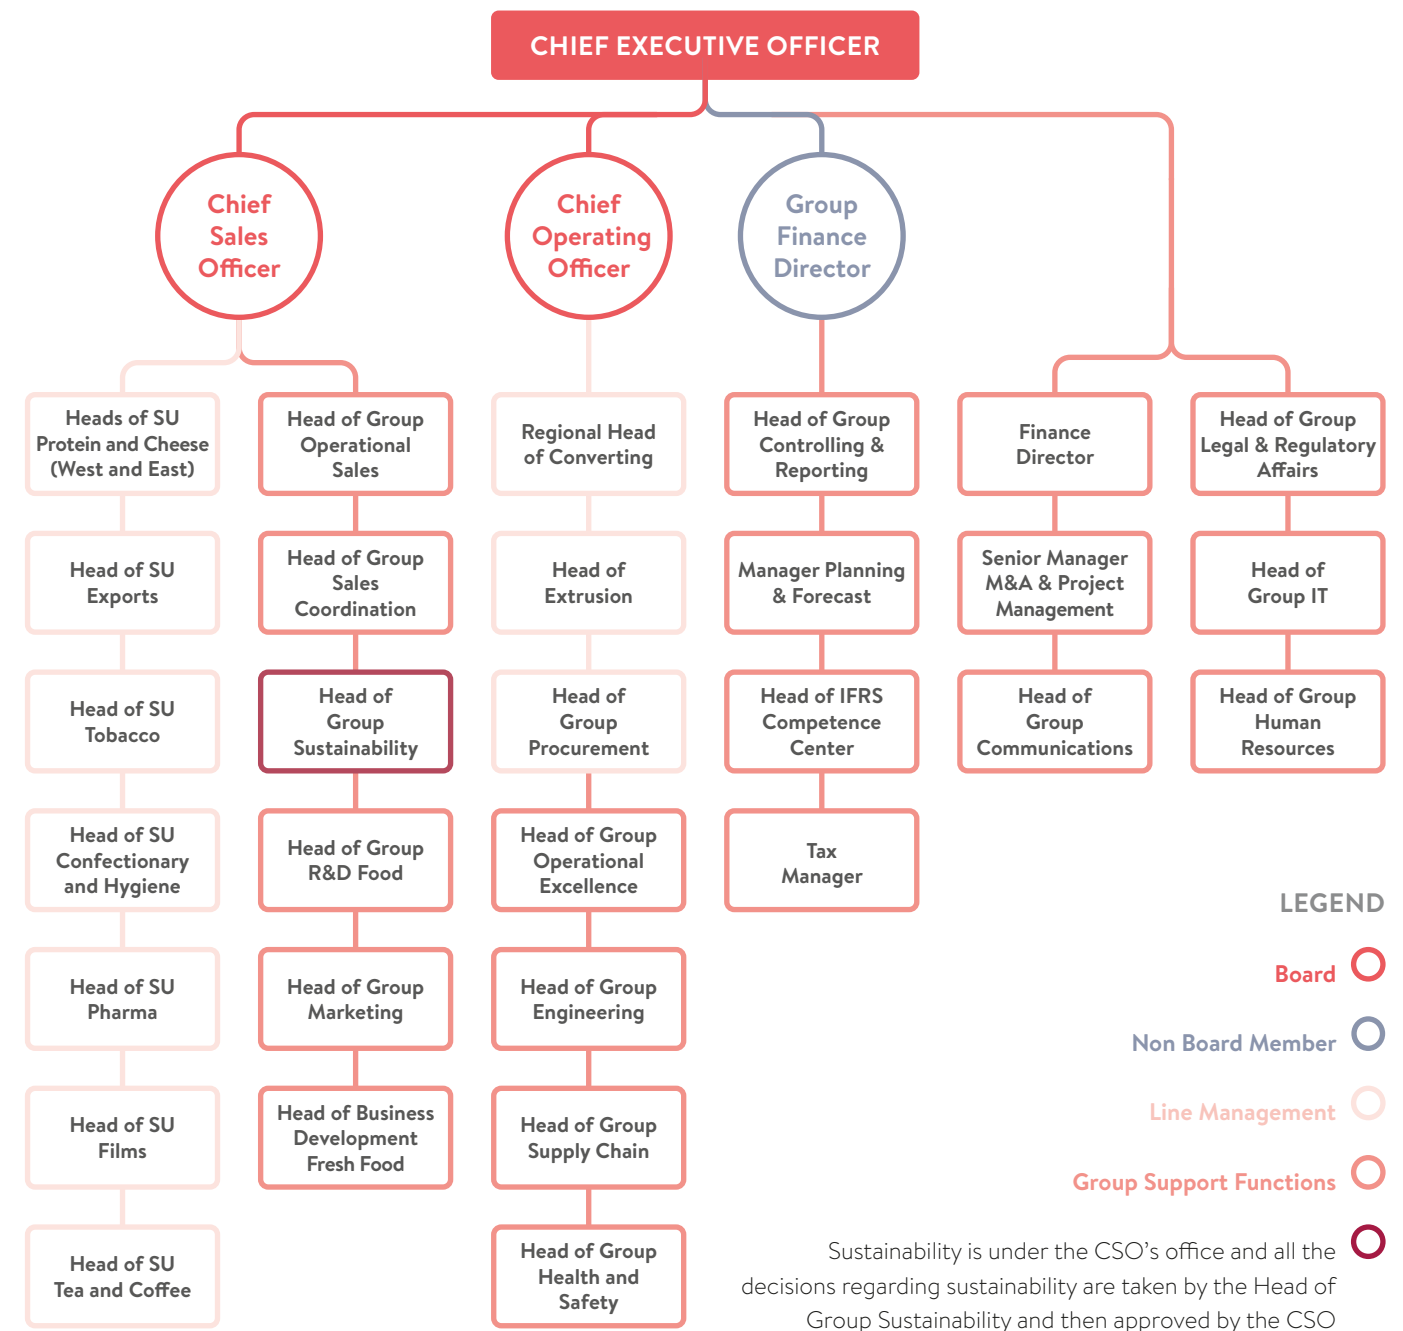 CHIEF EXECUTIVE OFFICER
Chief
Sales
Officer
Chief
Operating
Officer
Group
Finance
Director
Heads of SU
Protein and Cheese
(West and East)
Head of SU
Exports
Head of SU
Tobacco
Head of SU
Confectionary
and Hygiene
Head of SU
Pharma
Head of SU
Films
Head of SU
Tea and Coffee
Head of Group
Operational
Sales
Head of Group
Sales
Coordination
Head of
Group
Sustainability
Head of Group
R&D Food
Head of Group
Marketing
Head of Business
Development
Fresh Food
Regional Head
of Converting
Head of
Extrusion
Head of
Group
Procurement
Head of Group
Operational
Excellence
Head of Group
Engineering
Head of Group
Supply Chain
Head of Group
Health and
Safety
Head of Group
Controlling &
Reporting
Manager Planning
& Forecast
Head of IFRS
Competence
Center
Tax
Manager
Finance
Director
Senior Manager
M&A & Project
Management
Head of
Group
Communications
Head of Group
Legal & Regulatory
Affairs
Head of
Group IT
Head of Group
Human
Resources
LEGEND
Board
Non Board Member
Line Management
Group Support Functions
Sustainability is under the CSO's office and all the
decisions regarding sustainability are taken by the Head of
Group Sustainability and then approved by the CSO